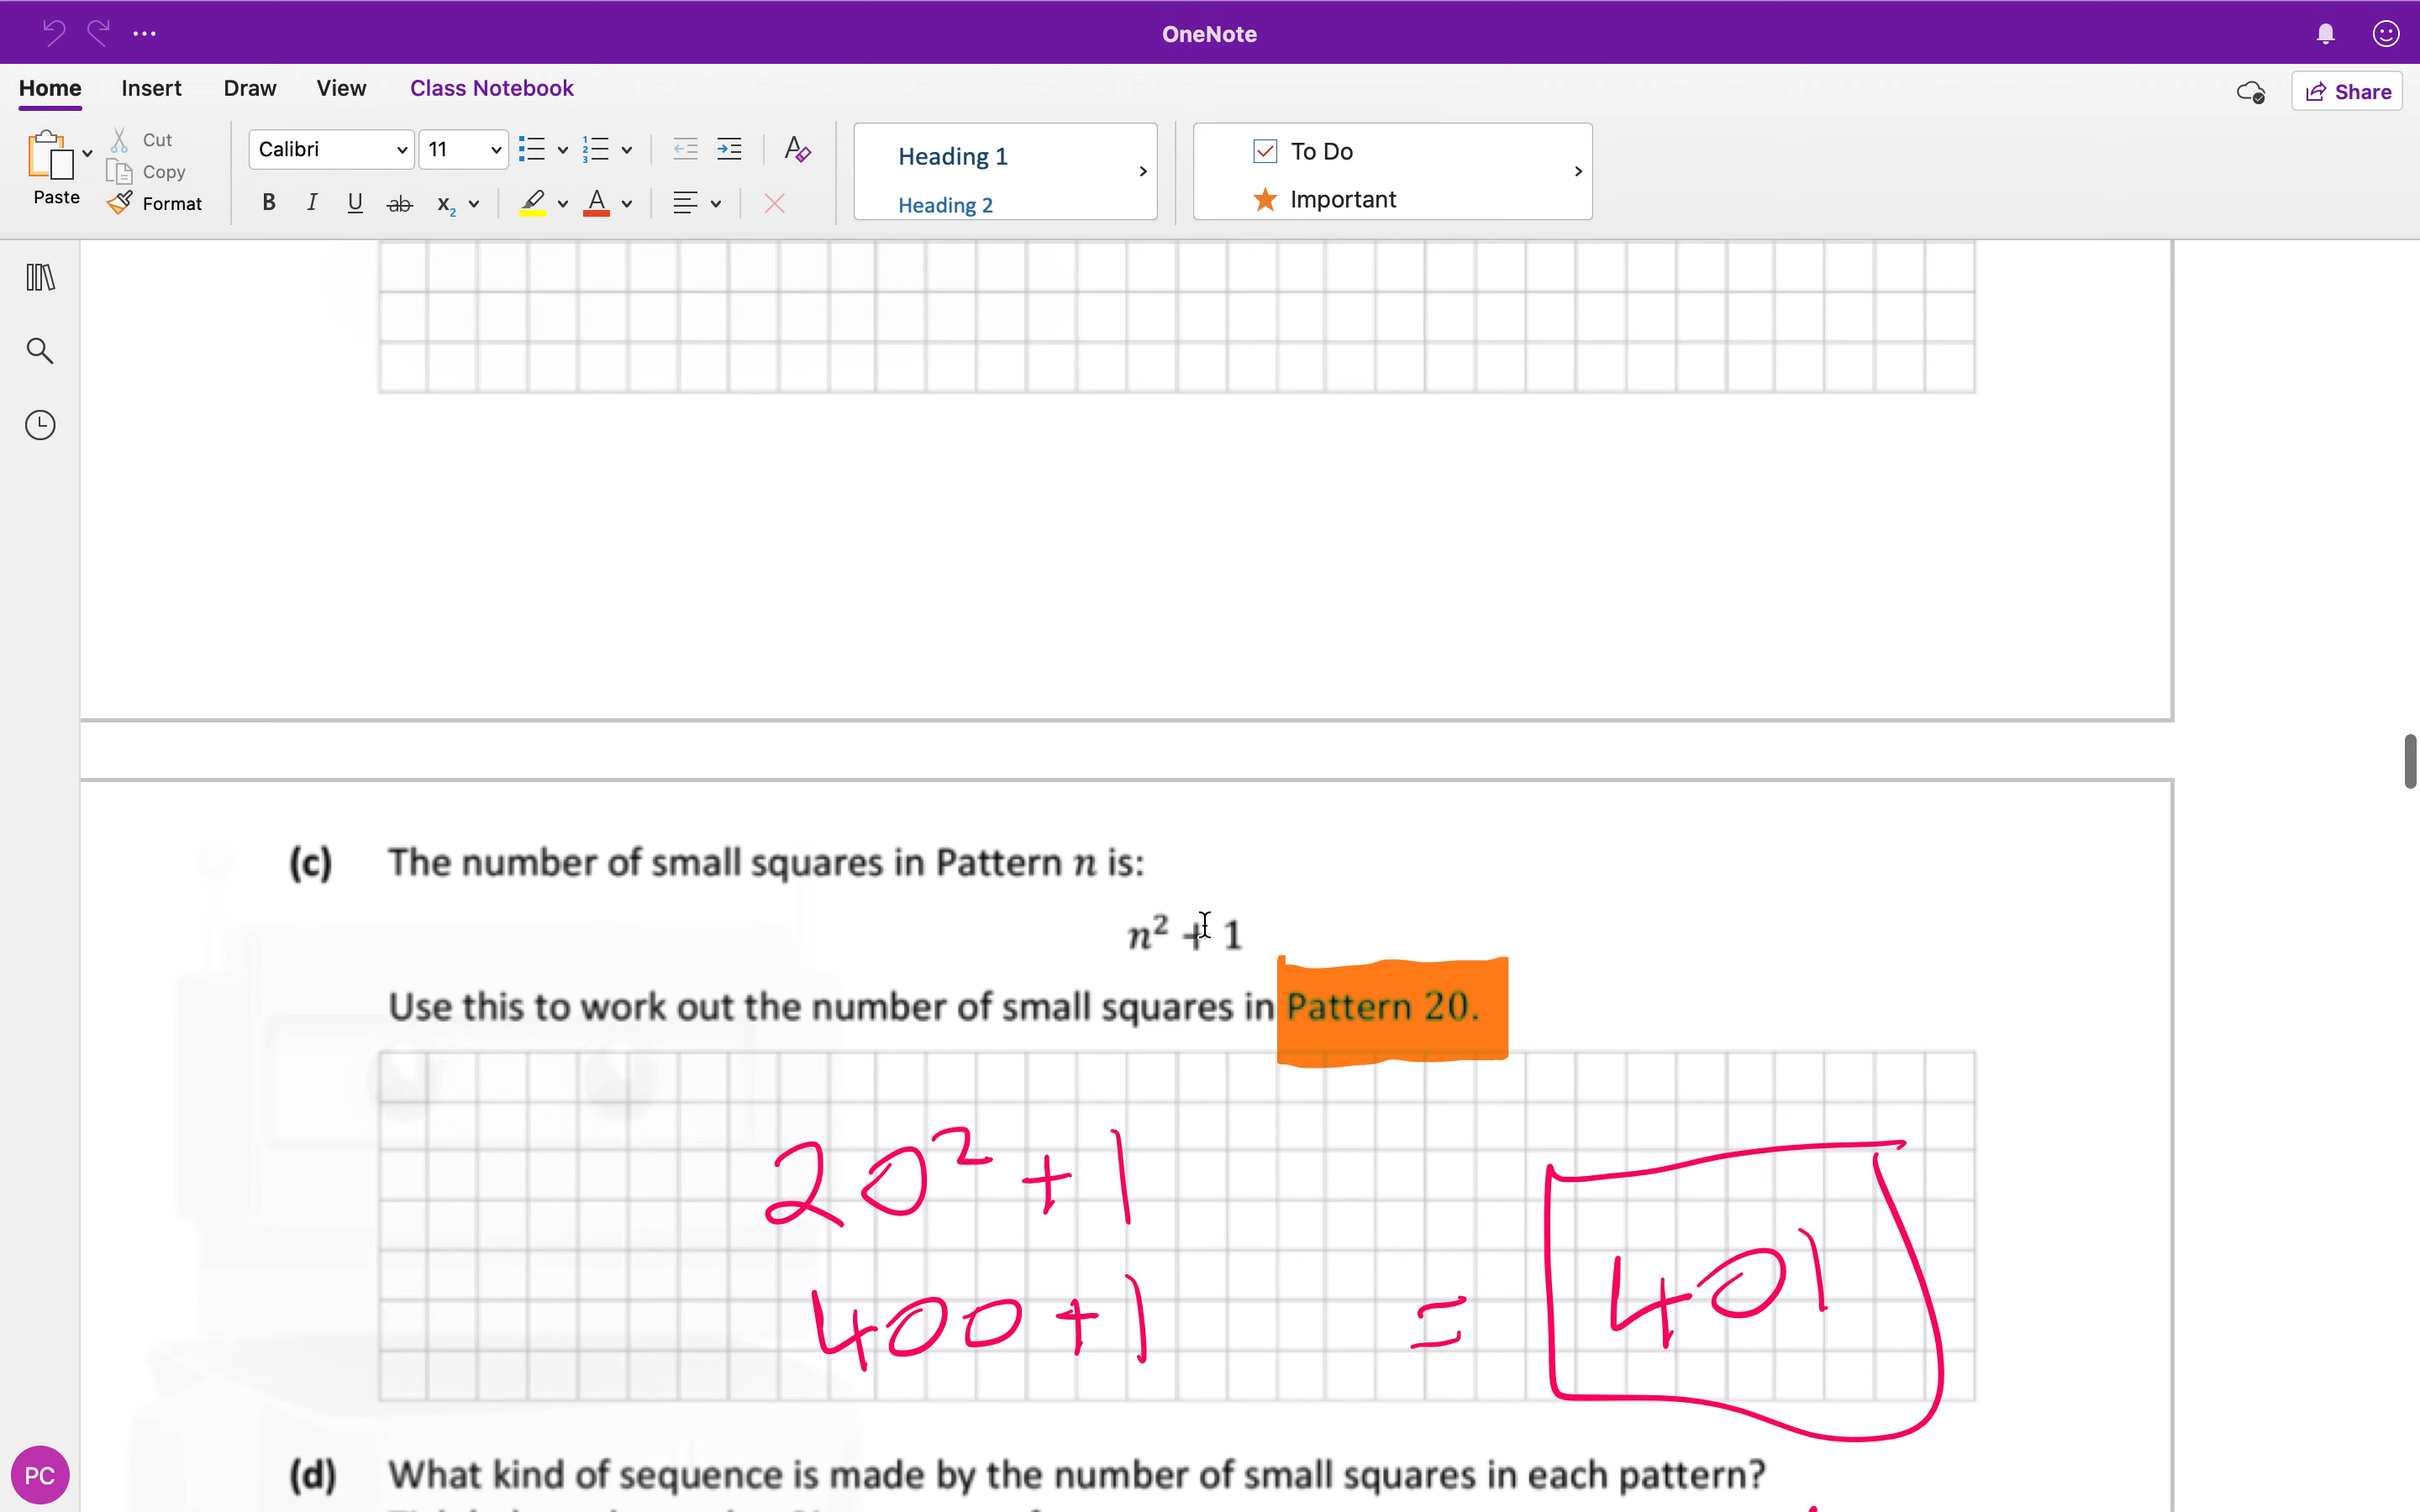 OneNote
Home Insert Draw View Class Notebook Share
Paste
Cut
Copy
Format
Calibri 11
B I U ab x₂ A
Heading 1
Heading 2
To Do
Important
(c) The number of small squares in Pattern n is:
n² + 1
Use this to work out the number of small squares in Pattern 20.
20² + 1
400 + 1 = 401
(d) What kind of sequence is made by the number of small squares in each pattern?
PC